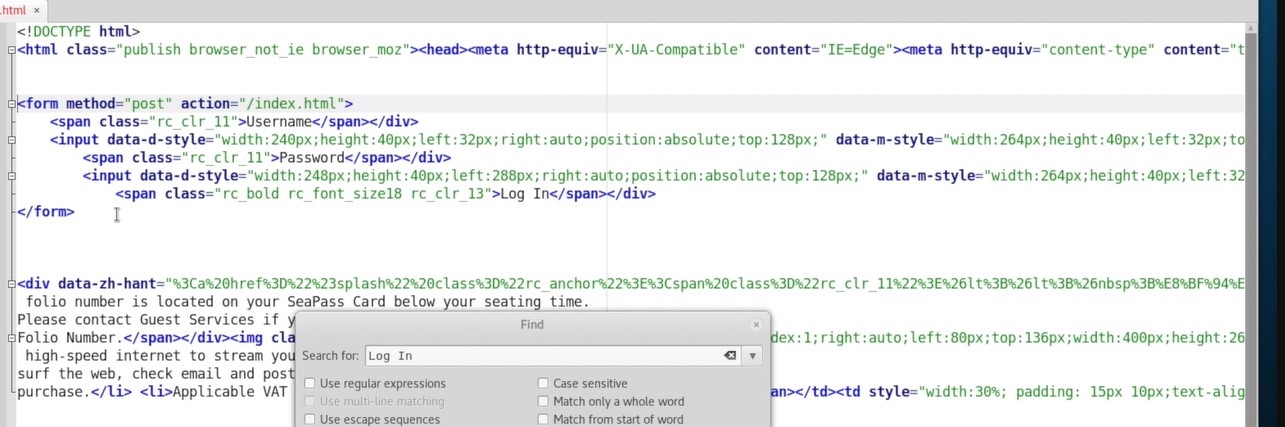 .html ×
<!DOCTYPE html>
<html class="publish browser_not_ie browser_moz"><head><meta http-equiv="X-UA-Compatible" content="IE=Edge"><meta http-equiv="content-type" content="t
<form method="post" action="/index.html">
<span class="rc_clr_11">Username</span></div>
<input data-d-style="width:240px;height:40px;left:32px;right:auto;position:absolute;top:128px;" data-m-style="width:264px;height:40px;left:32px;to
<span class="rc_clr_11">Password</span></div>
<input data-d-style="width:248px;height:40px;left:288px;right:auto;position:absolute;top:128px;" data-m-style="width:264px;height:40px;left:32
<span class="rc_bold rc_font_size18 rc_clr_13">Log In</span></div>
</form>
<div data-zh-hant="%3Ca%20href%3D%22%23splash%22%20class%3D%22rc_anchor%22%3E%3Cspan%20class%3D%22rc_clr_11%22%3E%26lt%3B%26lt%3B%26nbsp%3B%E8%BF%94%E
folio number is located on your SeaPass Card below your seating time.
Please contact Guest Services if y
Folio Number.</span></div><img cla dex:1;right:auto;left:80px;top:136px;width:400px;height:26
high-speed internet to stream you
surf the web, check email and post
purchase.</li> <li>Applicable VAT an></td><td style="width:30%; padding: 15px 10px;text-alig
Find
×
Search for: Log In
Use regular expressions Case sensitive
Use multi-line matching Match only a whole word
Use escape sequences Match from start of word